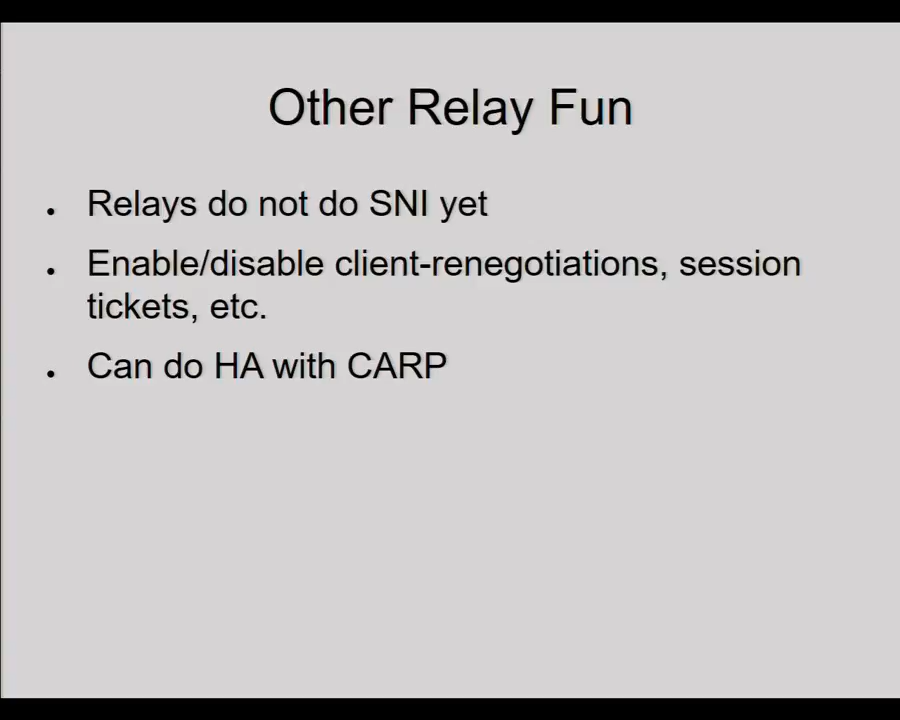 Other Relay Fun
● Relays do not do SNI yet
● Enable/disable client-renegotiations, session
tickets, etc.
● Can do HA with CARP